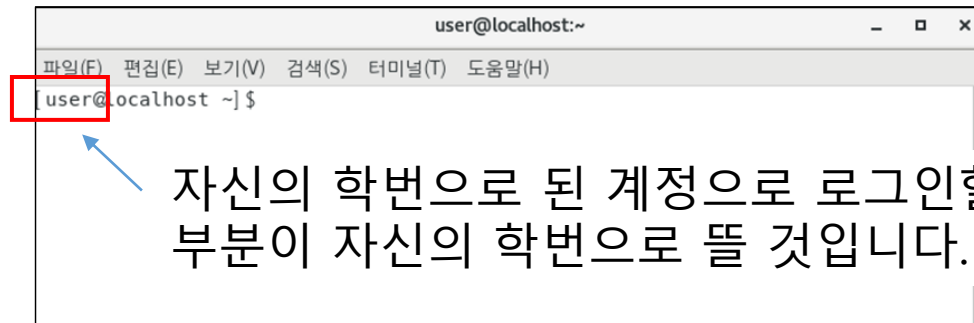 user@localhost:~
파일(F) 편집(E) 보기(V) 검색(S) 터미널(T) 도움말(H)
[user@localhost ~]$
자신의 학번으로 된 계정으로 로그인할
부분이 자신의 학번으로 뜰 것입니다.